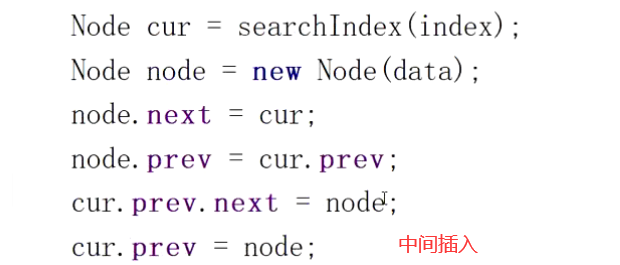 Node cur = searchIndex(index);
Node node = new Node(data);
node.next = cur;
node.prev = cur.prev;
cur.prev.next = node;
cur.prev = node;
中间插入